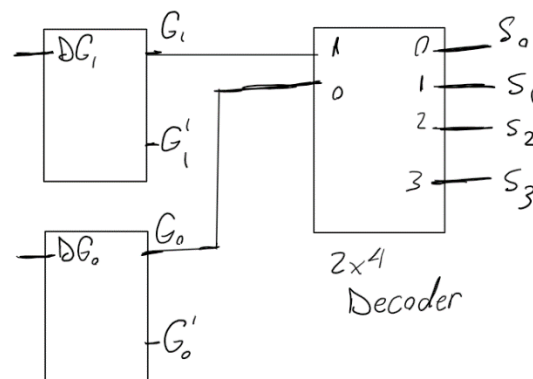 G₁
DG₁
G₁'
G₀
DG₀
G₀'
1
0
0
1
2
3
S₀
S₁
S₂
S₃
2x4
Decoder